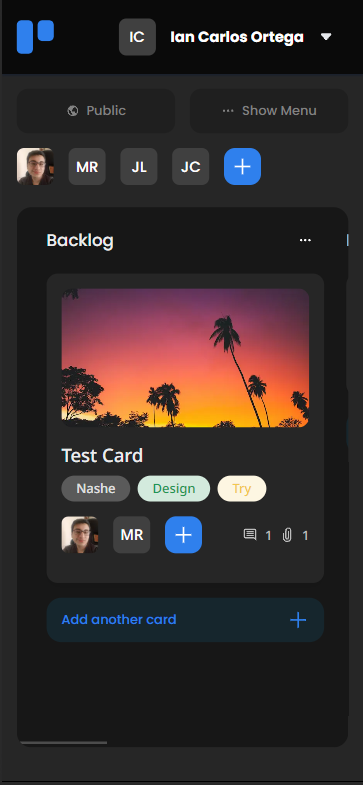 IC Ian Carlos Ortega
Public
Show Menu
MR JL JC
Backlog
Test Card
Nashe Design Try
MR 1 1
Add another card